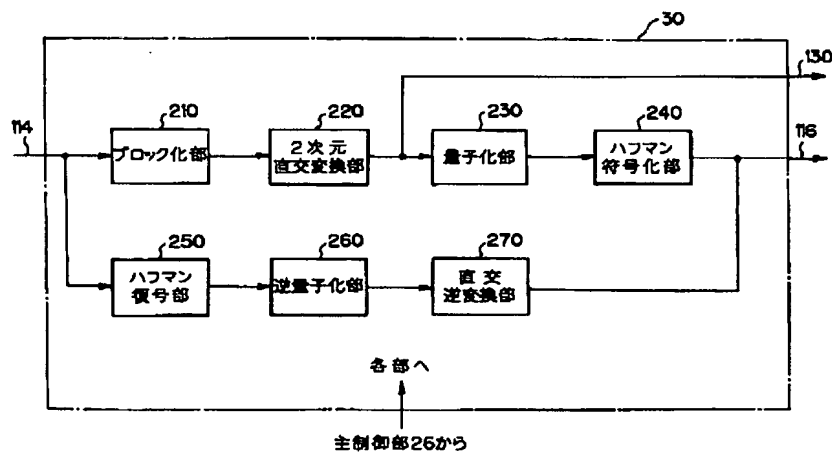 30
130
114
210
220
230
240
116
ブロック化部
2次元
直交変換部
量子化部
ハフマン
符号化部
250
260
270
ハフマン
復号部
逆量子化部
直交
逆変換部
各部へ
主制御部26から